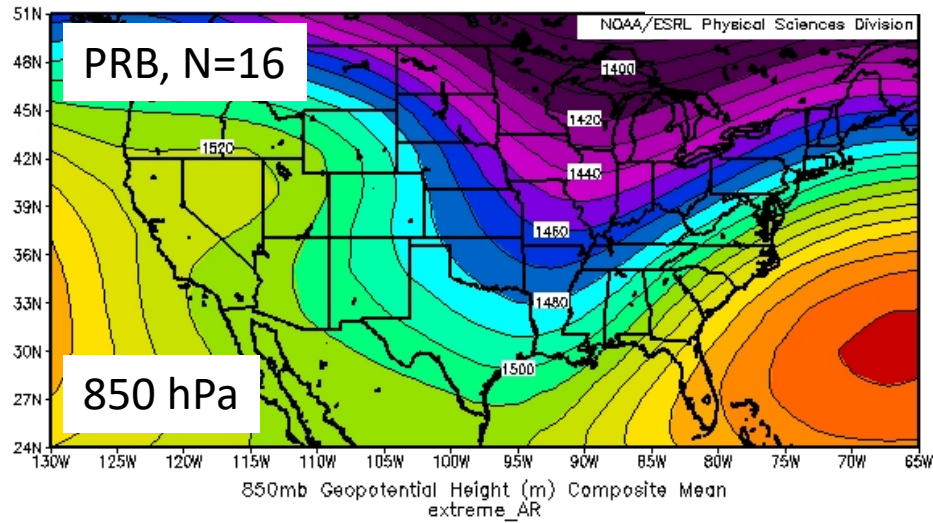 NOAA/ESRL Physical Sciences Division
51N
48N
45N
42N
39N
36N
33N
30N
27N
24N
PRB, N=16
850 hPa
1400
1420
1440
1460
1480
1500
1520
130W 125W 120W 115W 110W 105W 100W 95W 90W 85W 80W 75W 70W 65W
850mb Geopotential Height (m) Composite Mean
extreme_AR